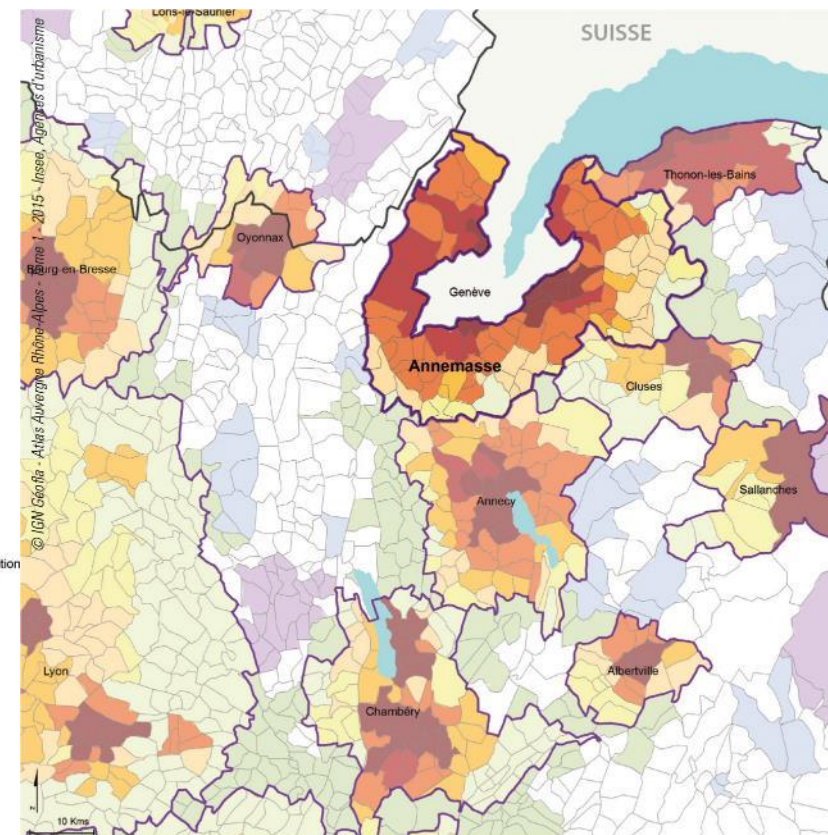 Lons-le-Saunier
SUISSE
© IGN Géofla - Atlas Auvergne Rhône-Alpes - Tome 1 - 2015 - Insee, Agences d'urbanisme
Thonon-les-Bains
Oyonnax
Bourg-en-Bresse
Genève
Annemasse
Cluses
Annecy
Sallanches
tion
Lyon
Albertville
Chambéry
10 Kms